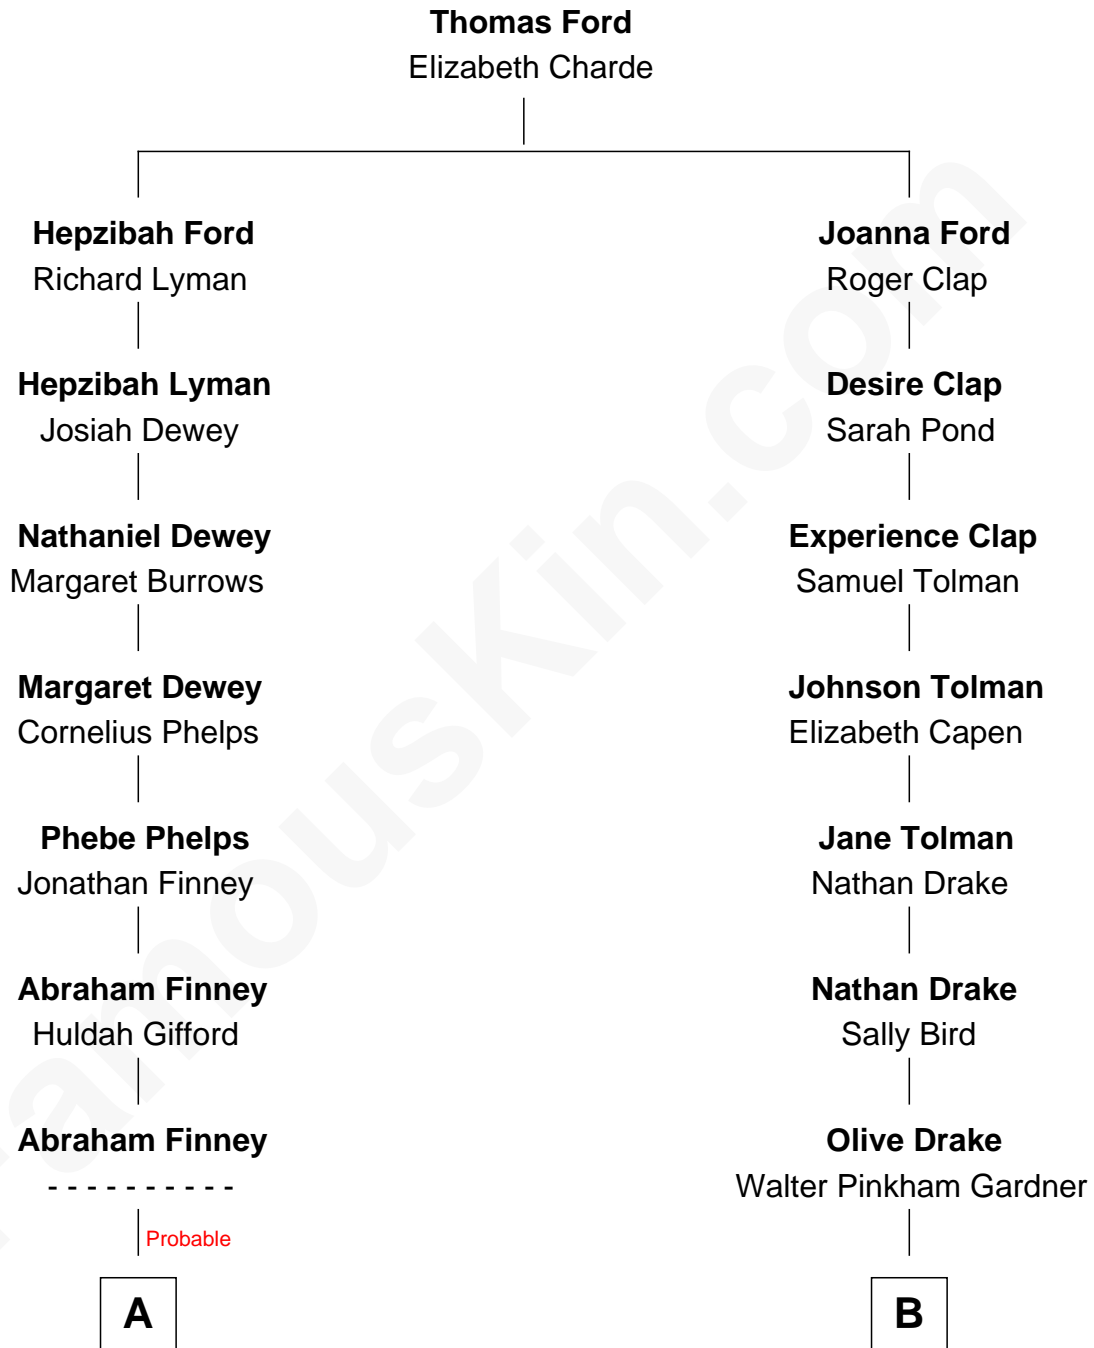 Thomas Ford
Elizabeth Charde
Hepzibah Ford
Richard Lyman
Hepzibah Lyman
Josiah Dewey
Nathaniel Dewey
Margaret Burrows
Margaret Dewey
Cornelius Phelps
Phebe Phelps
Jonathan Finney
Abraham Finney
Huldah Gifford
Abraham Finney
- - - - - - - - - -
Probable
A
Joanna Ford
Roger Clap
Desire Clap
Sarah Pond
Experience Clap
Samuel Tolman
Johnson Tolman
Elizabeth Capen
Jane Tolman
Nathan Drake
Nathan Drake
Sally Bird
Olive Drake
Walter Pinkham Gardner
B
FamousKin.com